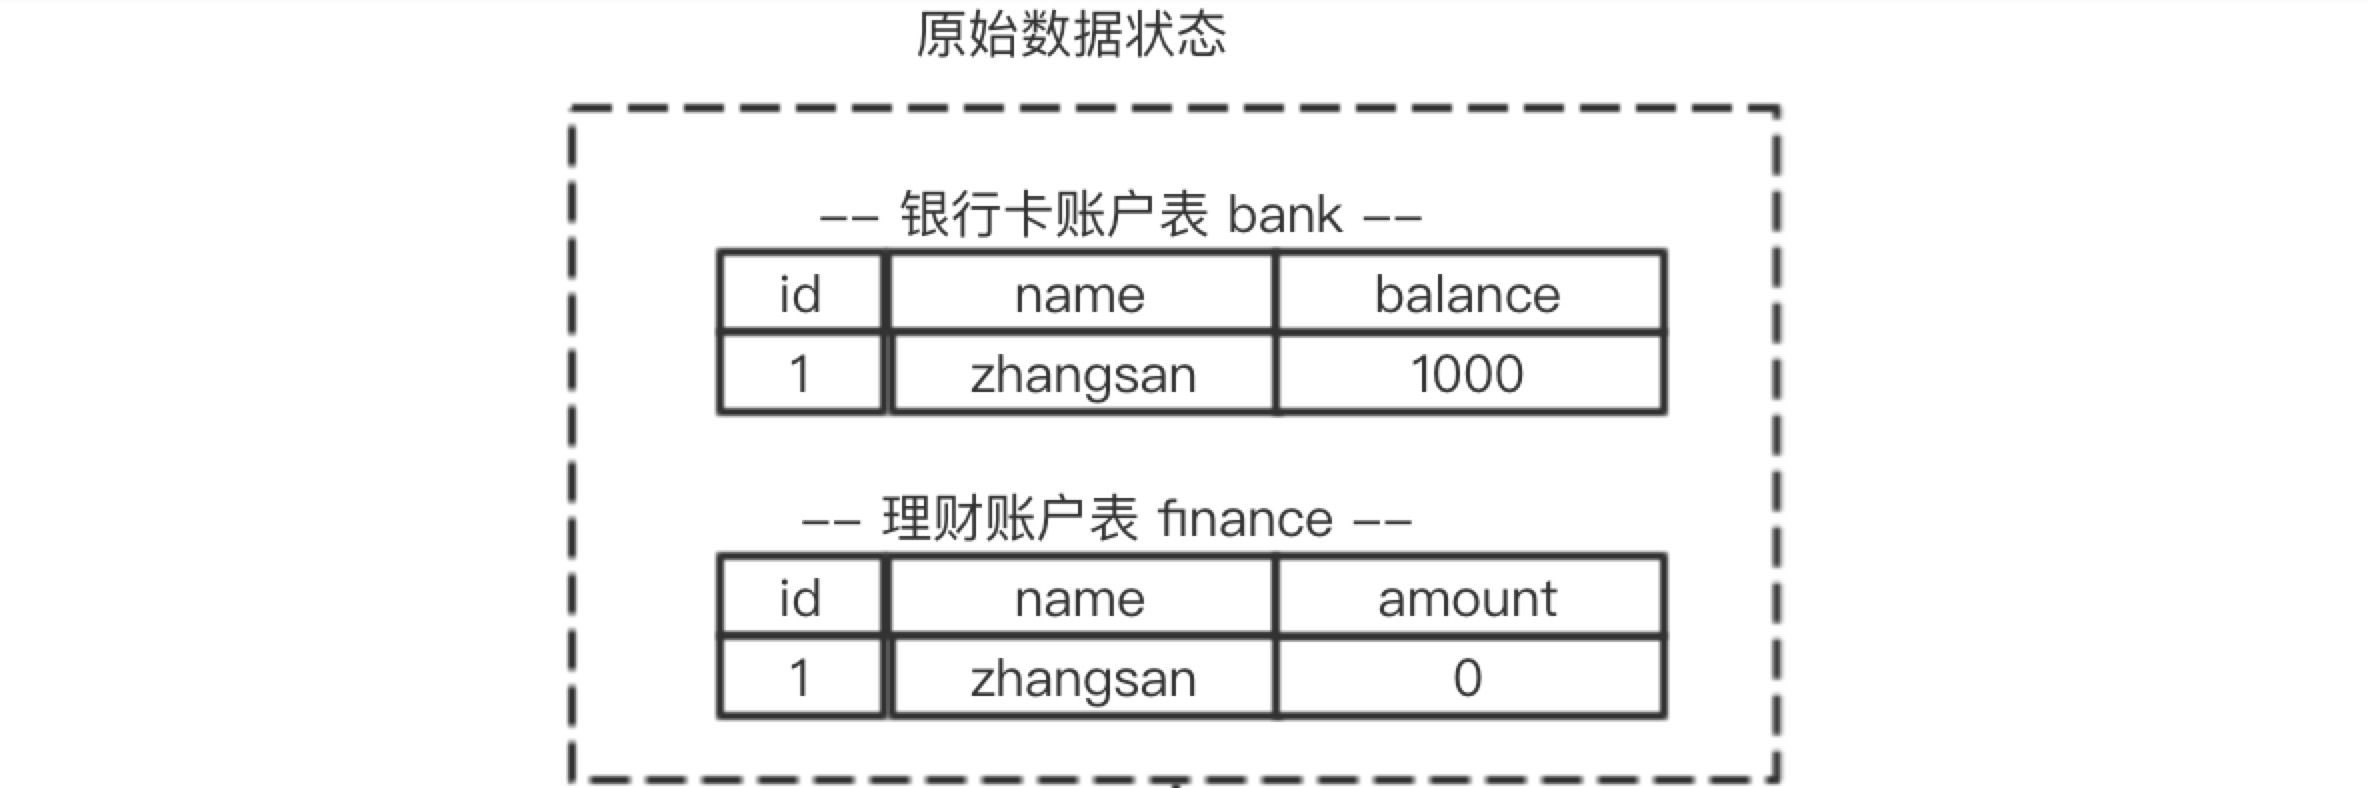 原始数据状态
-- 银行卡账户表 bank --
id name balance
1 zhangsan 1000
-- 理财账户表 finance --
id name amount
1 zhangsan 0